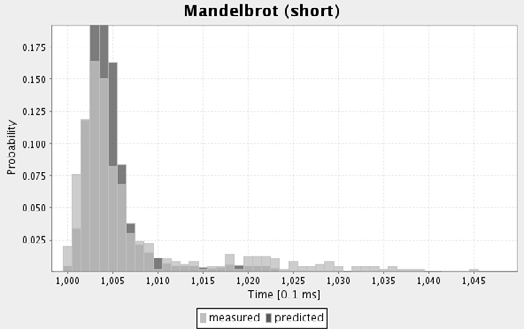 Mandelbrot (short)
Probability
0.175
0.150
0.125
0.100
0.075
0.050
0.025
1,000 1,005 1,010 1,015 1,020 1,025 1,030 1,035 1,040 1,045
Time [0.1 ms]
measured predicted